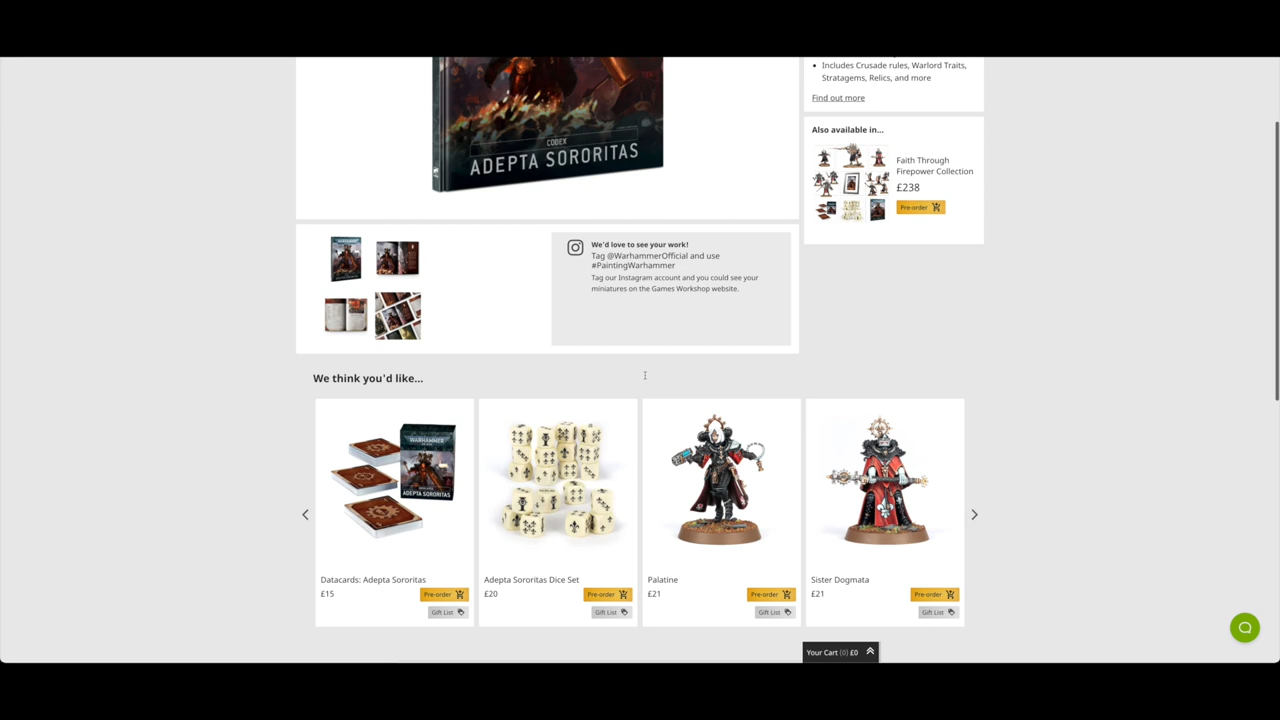 CODEX
ADEPTA SORORITAS
Includes Crusade rules, Warlord Traits,
Stratagems, Relics, and more
Find out more
Also available in...
Faith Through
Firepower Collection
£238
Pre-order
We'd love to see your work!
Tag @WarhammerOfficial and use
#PaintingWarhammer
Tag our Instagram account and you could see your
miniatures on the Games Workshop website.
We think you'd like...
WARHAMMER
ADEPTA SORORITAS
Datacards: Adepta Sororitas
£15
Pre-order
Gift List
Adepta Sororitas Dice Set
£20
Pre-order
Gift List
Palatine
£21
Pre-order
Gift List
Sister Dogmata
£21
Pre-order
Gift List
Your Cart (0) £0